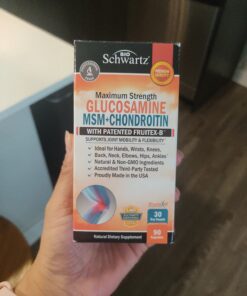 BIO
Schwartz
Maximum Strength
GLUCOSAMINE
MSM+CHONDROITIN
WITH PATENTED FRUITEX-B
SUPPORTS JOINT MOBILITY & FLEXIBILITY
• Ideal for Hands, Wrists, Knees,
Back, Neck, Elbows, Hips, Ankles
• Natural & Non-GMO Ingredients
• Accredited Third-Party Tested
• Proudly Made in the USA
30
90
Natural Dietary Supplement